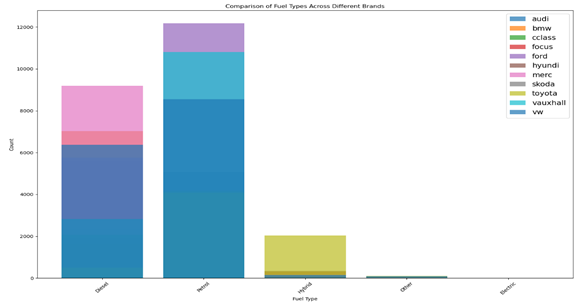 Comparison of Fuel Types Across Different Brands
audi
bmw
cclass
focus
ford
hyundi
merc
skoda
toyota
vauxhall
vw
12000
10000
8000
6000
4000
2000
0
Count
Diesel
Petrol
Hybrid
Other
Electric
Fuel Type